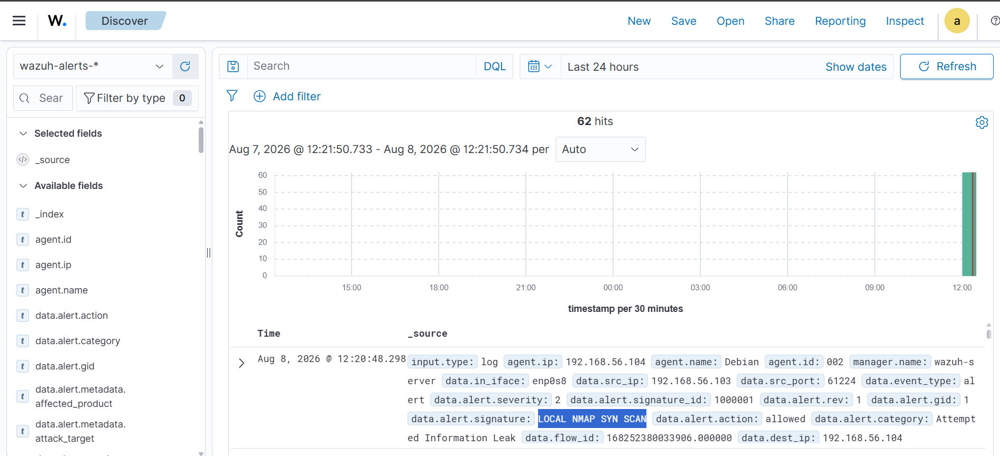 W. Discover New Save Open Share Reporting Inspect a
wazuh-alerts-*
Search DQL Last 24 hours Show dates Refresh
Sear Filter by type 0
Add filter
Selected fields
_source
Available fields
_index
agent.id
agent.ip
agent.name
data.alert.action
data.alert.category
data.alert.gid
data.alert.metadata.
affected_product
data.alert.metadata.
attack_target
62 hits
Aug 7, 2026 @ 12:21:50.733 - Aug 8, 2026 @ 12:21:50.734 per Auto
Count
60
50
40
30
20
10
0
15:00 18:00 21:00 00:00 03:00 06:00 09:00 12:00
timestamp per 30 minutes
Time _source
Aug 8, 2026 @ 12:20:48.298 input.type: log agent.ip: 192.168.56.104 agent.name: Debian agent.id: 002 manager.name: wazuh-s
erver data.in_iface: enp0s8 data.src_ip: 192.168.56.103 data.src_port: 61224 data.event_type: al
ert data.alert.severity: 2 data.alert.signature_id: 1000001 data.alert.rev: 1 data.alert.gid: 1
data.alert.signature: LOCAL NMAP SYN SCAN data.alert.action: allowed data.alert.category: Attempt
ed Information Leak data.flow_id: 168252380033906.000000 data.dest_ip: 192.168.56.104